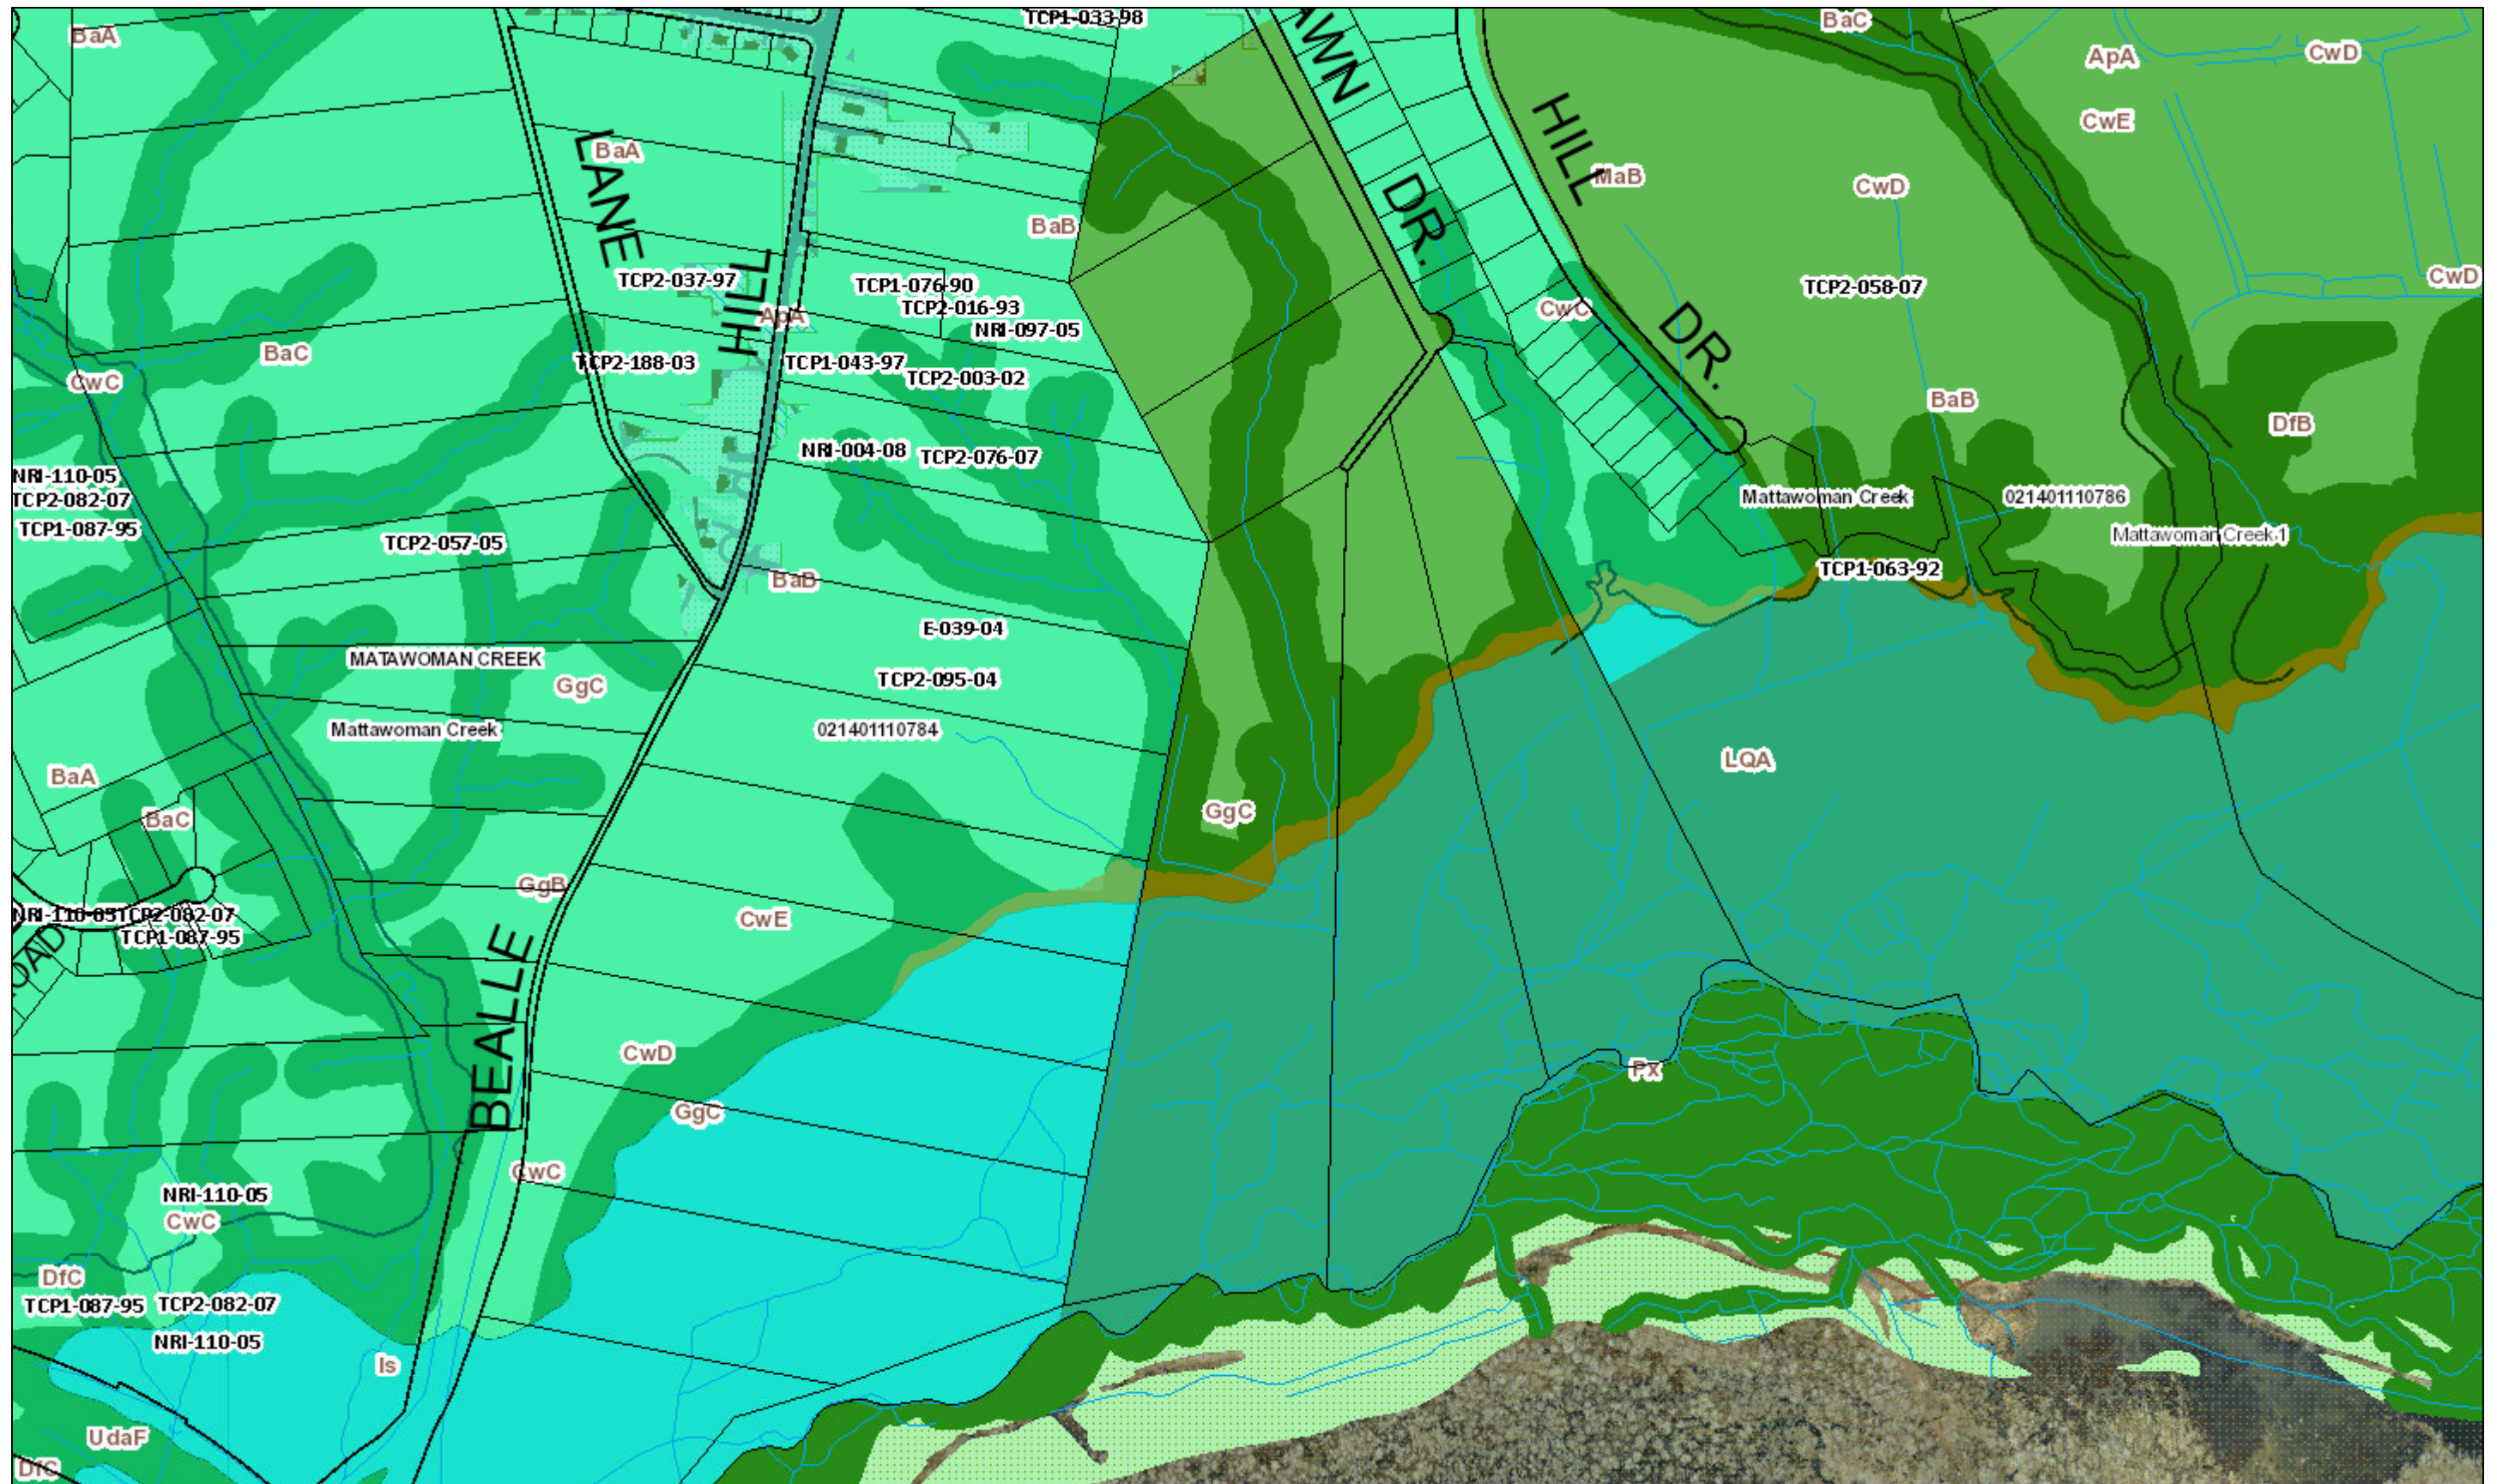 TCP1-033-98
BaA
BaC
ApA
CwD
CwE
AWN
DR.
HILL
DR.
LANE
BaA
MaB
CwD
BaB
TCP2-037-97
TCP1-076-90
TCP2-016-93
NRI-097-05
TCP2-058-07
CwD
HILL
ApA
CwC
BaC
CwC
TCP2-188-03
TCP1-043-97
TCP2-003-02
BaB
DfB
NRI-004-08
TCP2-076-07
NRI-110-05
TCP2-082-07
TCP1-087-95
Mattawoman Creek
021401110786
Mattawoman Creek 1
TCP2-057-05
BaB
TCP1-063-92
E-039-04
MATAWOMAN CREEK
GgC
TCP2-095-04
Mattawoman Creek
021401110784
LQA
BaA
BaC
GgC
GgB
NRI-110-05
TCP2-082-07
TCP1-087-95
CwE
OAD
BEALLE
CwD
Px
GgC
CwC
NRI-110-05
CwC
DfC
TCP1-087-95
TCP2-082-07
NRI-110-05
Is
UdaF
DfC